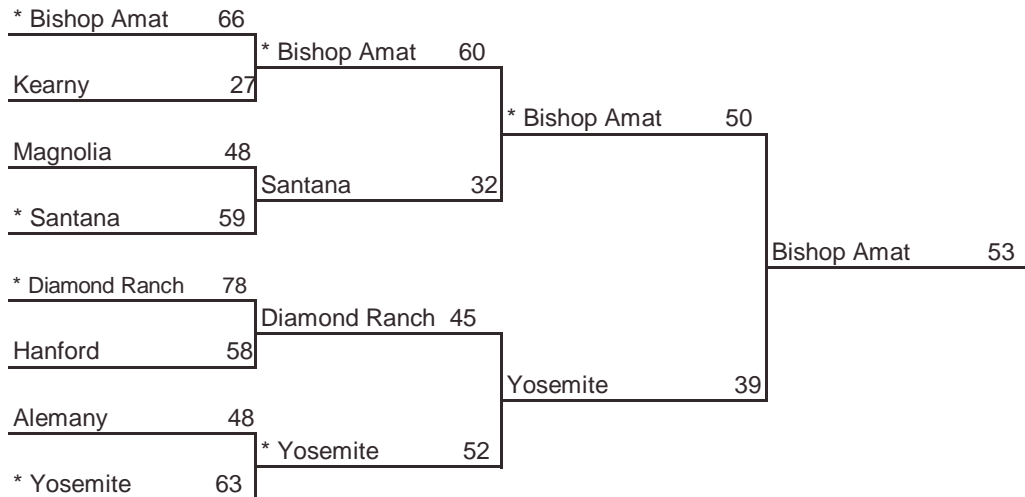 * Bishop Amat 66
* Bishop Amat 60
Kearny 27
* Bishop Amat 50
Magnolia 48
Santana 32
* Santana 59
Bishop Amat 53
* Diamond Ranch 78
Diamond Ranch 45
Hanford 58
Yosemite 39
Alemany 48
* Yosemite 52
* Yosemite 63